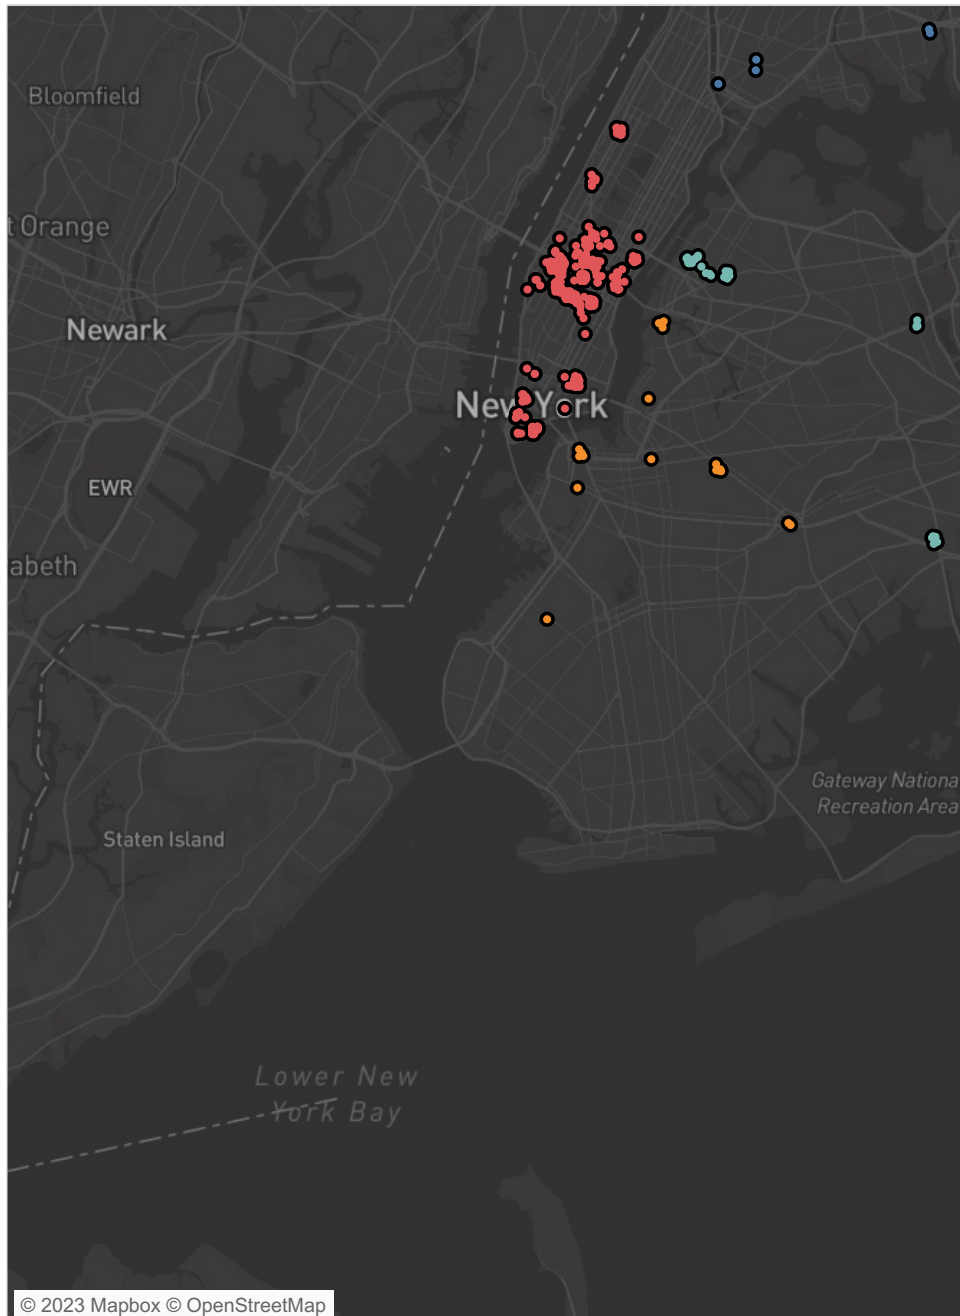 Bloomfield
t Orange
Newark
New York
EWR
abeth
Gateway Nationa
Recreation Area
Staten Island
Lower New
York Bay
© 2023 Mapbox © OpenStreetMap